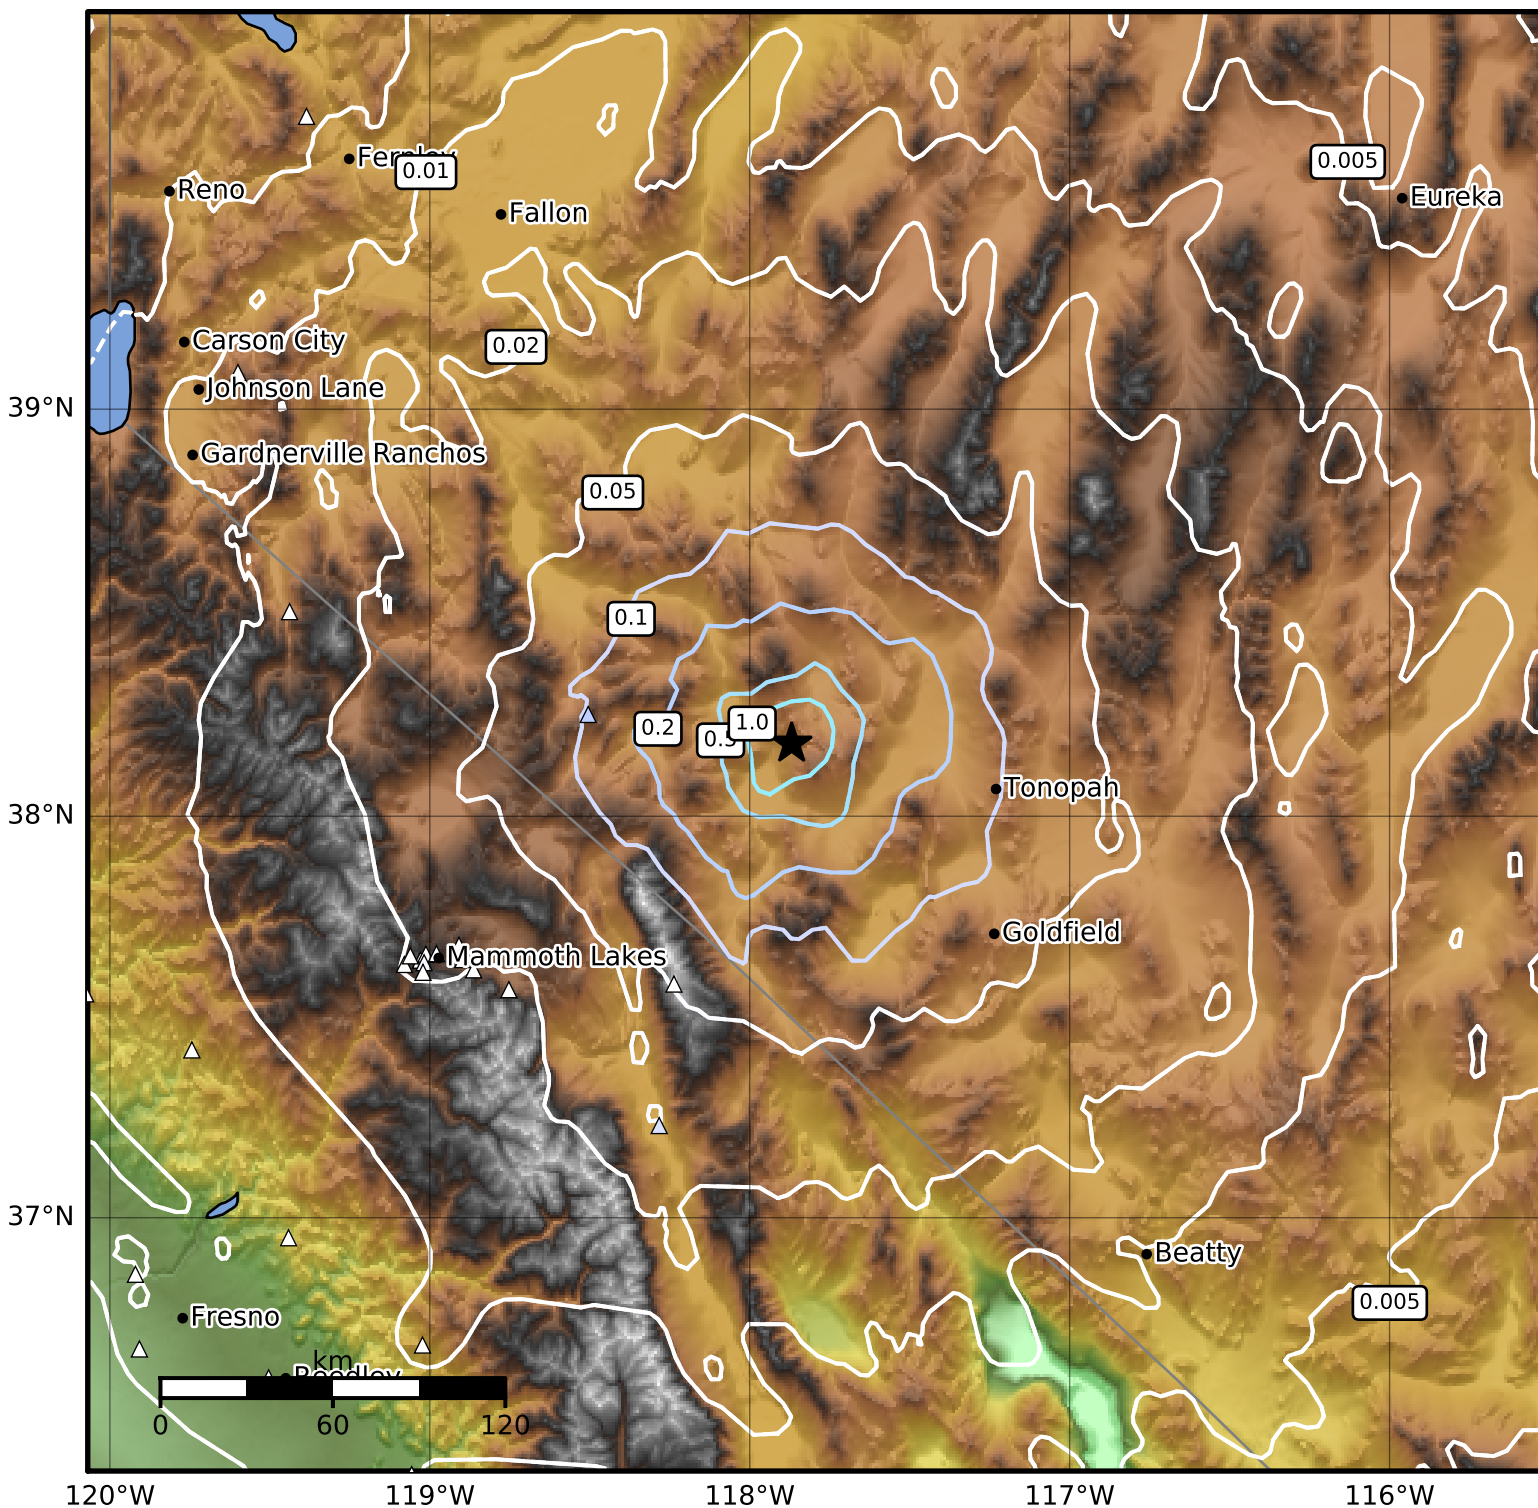 Fernley
0.01
0.005
Reno
Eureka
Fallon
Carson City
0.02
Johnson Lane
39°N
Gardnerville Ranchos
0.05
0.1
0.2
1.0
Tonopah
38°N
Goldfield
Mammoth Lakes
37°N
Beatty
0.005
Fresno
km
Reedley
0 60 120
120°W 119°W 118°W 117°W 116°W